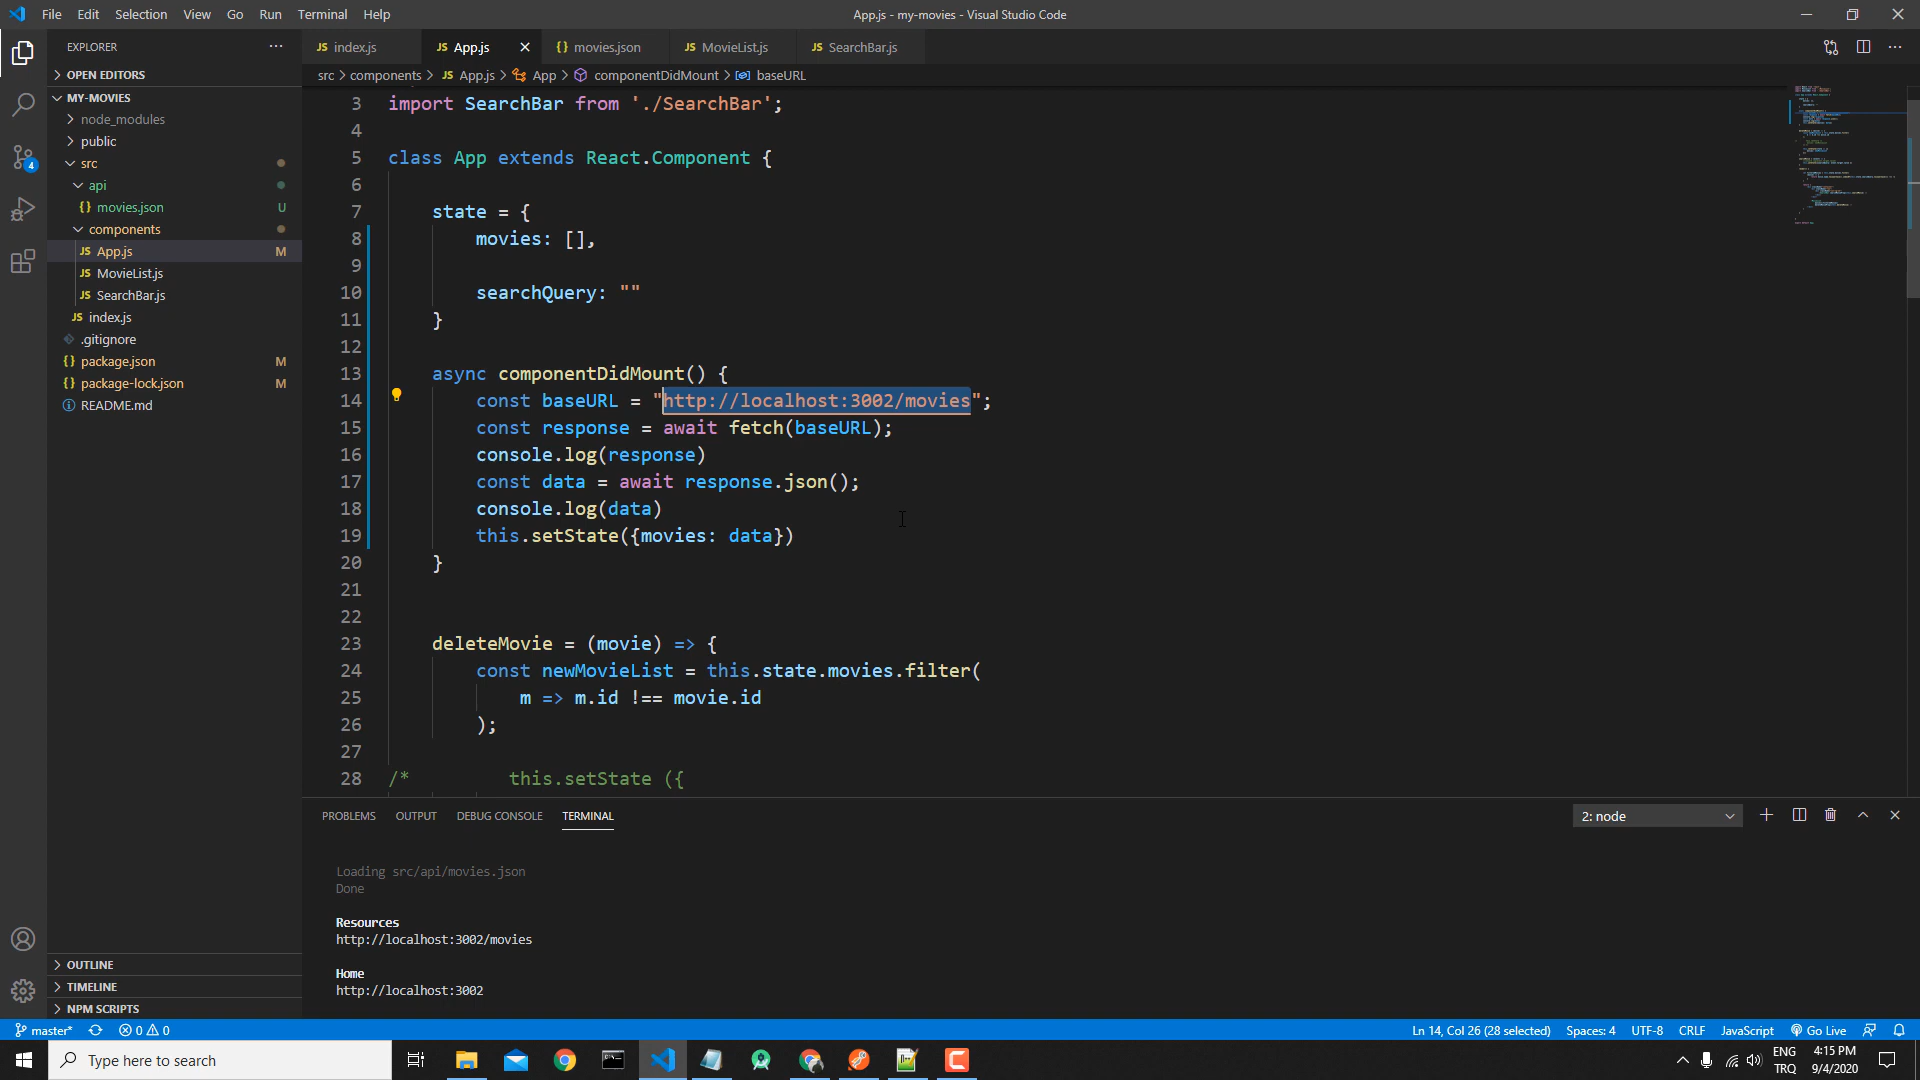 File Edit Selection View Go Run Terminal Help
App.js - my-movies - Visual Studio Code
EXPLORER
OPEN EDITORS
MY-MOVIES
node_modules
public
src
api
{} movies.json U
components
JS App.js M
JS MovieList.js
JS SearchBar.js
JS index.js
.gitignore
{} package.json M
{} package-lock.json M
README.md
OUTLINE
TIMELINE
NPM SCRIPTS
4
JS index.js
JS App.js
{} movies.json
JS MovieList.js
JS SearchBar.js
src > components > JS App.js > App > componentDidMount > baseURL
3 import SearchBar from './SearchBar';
4
5 class App extends React.Component {
6
7 state = {
8 movies: [],
9
10 searchQuery: ""
11 }
12
13 async componentDidMount() {
14 const baseURL = "http://localhost:3002/movies";
15 const response = await fetch(baseURL);
16 console.log(response)
17 const data = await response.json();
18 console.log(data)
19 this.setState({movies: data})
20 }
21
22
23 deleteMovie = (movie) => {
24 const newMovieList = this.state.movies.filter(
25 m => m.id !== movie.id
26 );
27
28 /* this.setState ({
PROBLEMS OUTPUT DEBUG CONSOLE TERMINAL
2: node
Loading src/api/movies.json
Done
Resources
http://localhost:3002/movies
Home
http://localhost:3002
master* 0 0
Ln 14, Col 26 (28 selected) Spaces: 4 UTF-8 CRLF JavaScript Go Live
Type here to search
ENG
TRQ
4:15 PM
9/4/2020